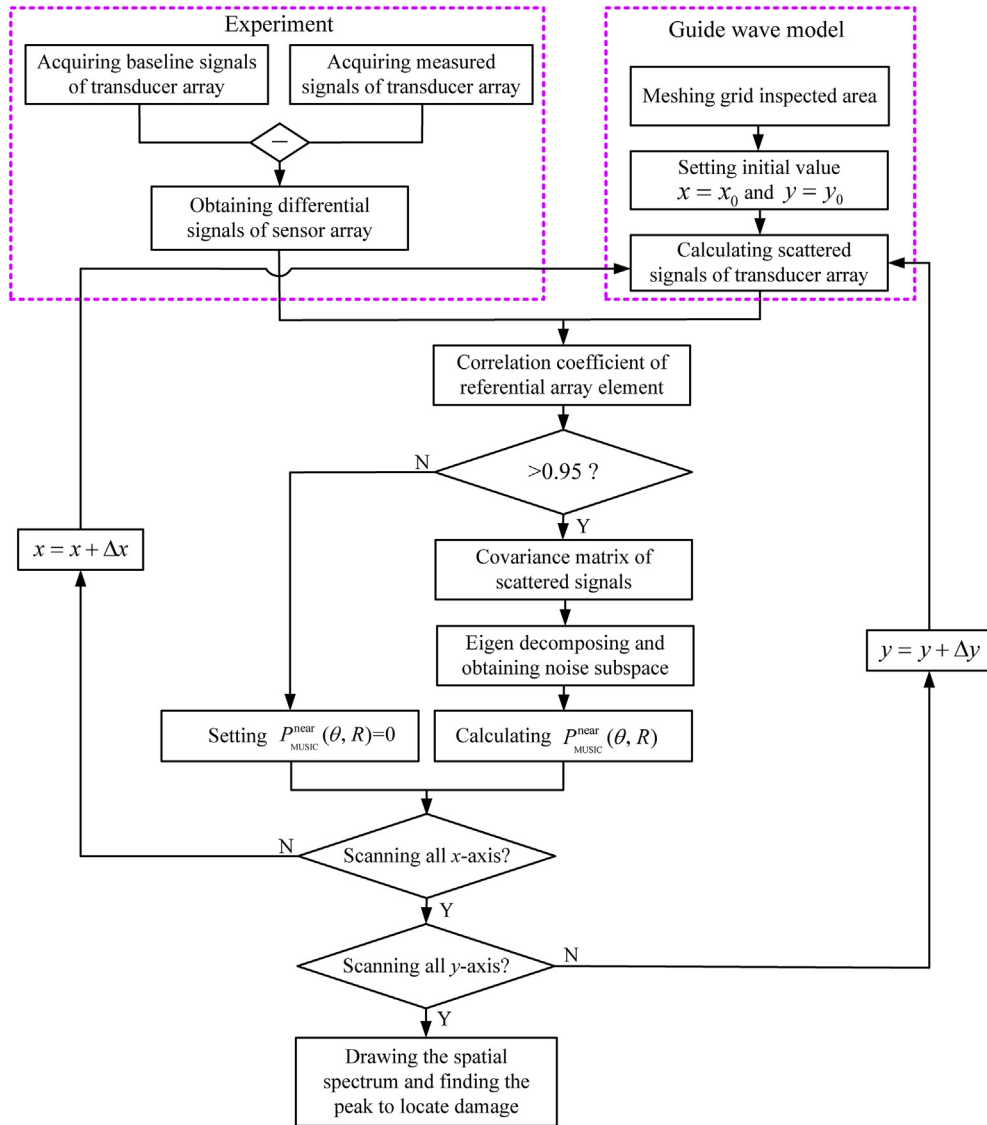 Experiment
Acquiring baseline signals
of transducer array
Acquiring measured
signals of transducer array
−
Obtaining differential
signals of sensor array
Guide wave model
Meshing grid inspected area
Setting initial value
x = x₀ and y = y₀
Calculating scattered
signals of transducer array
Correlation coefficient of
referential array element
>0.95 ?
N
Y
Covariance matrix of
scattered signals
Eigen decomposing and
obtaining noise subspace
x = x + Δx
y = y + Δy
Setting P_MUSIC^near (θ, R)=0
Calculating P_MUSIC^near (θ, R)
Scanning all x-axis?
N
Y
Scanning all y-axis?
N
Y
Drawing the spatial
spectrum and finding the
peak to locate damage